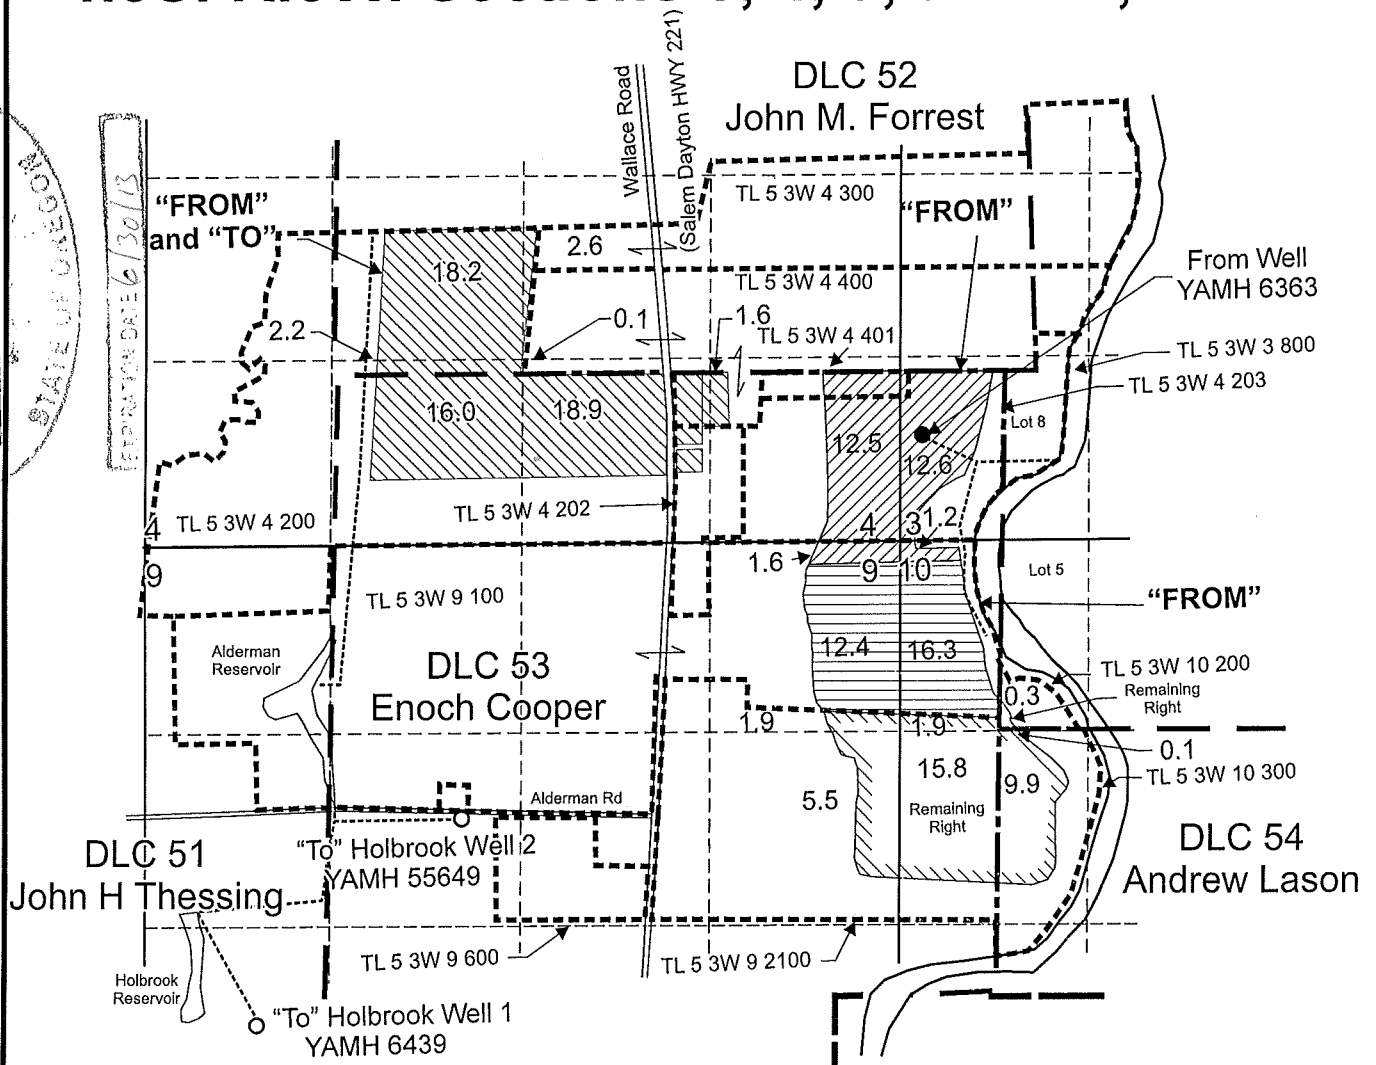 DLC 52
John M. Forrest
Wallace Road
(Salem Dayton HWY 221)
STATE OF OREGON
EXPIRATION DATE 6/30/13
"FROM"
and "TO"
TL 5 3W 4 300
"FROM"
2.6
18.2
TL 5 3W 4 400
From Well
YAMH 6363
2.2
0.1
1.6
TL 5 3W 4 401
TL 5 3W 3 800
TL 5 3W 4 203
16.0
18.9
12.5
12.6
Lot 8
TL 5 3W 4 200
TL 5 3W 4 202
4
4
3
1.2
9
1.6
9
10
Lot 5
TL 5 3W 9 100
"FROM"
Alderman
Reservoir
DLC 53
Enoch Cooper
12.4
16.3
TL 5 3W 10 200
Remaining
Right
0.3
1.9
1.9
0.1
TL 5 3W 10 300
15.8
9.9
5.5
Remaining
Right
Alderman Rd
DLC 51
John H Thessing
"To" Holbrook Well 2
YAMH 55649
DLC 54
Andrew Lason
TL 5 3W 9 600
TL 5 3W 9 2100
Holbrook
Reservoir
"To" Holbrook Well 1
YAMH 6439